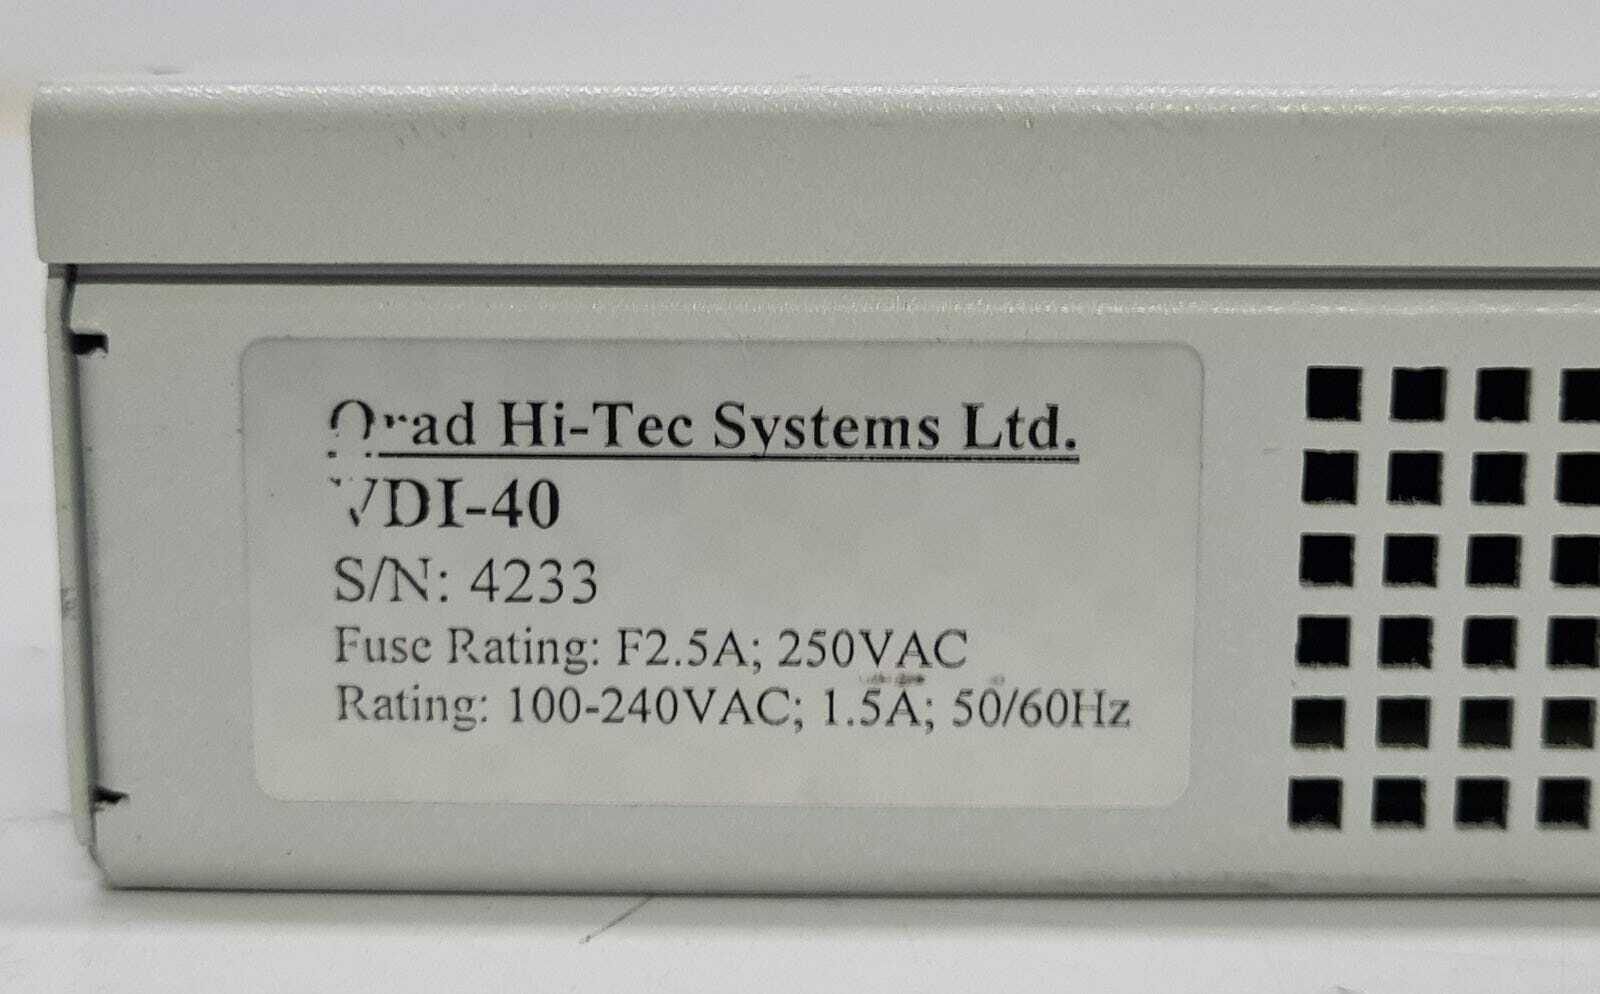 Orad Hi-Tec Systems Ltd.
VDI-40
S/N: 4233
Fuse Rating: F2.5A; 250VAC
Rating: 100-240VAC; 1.5A; 50/60Hz